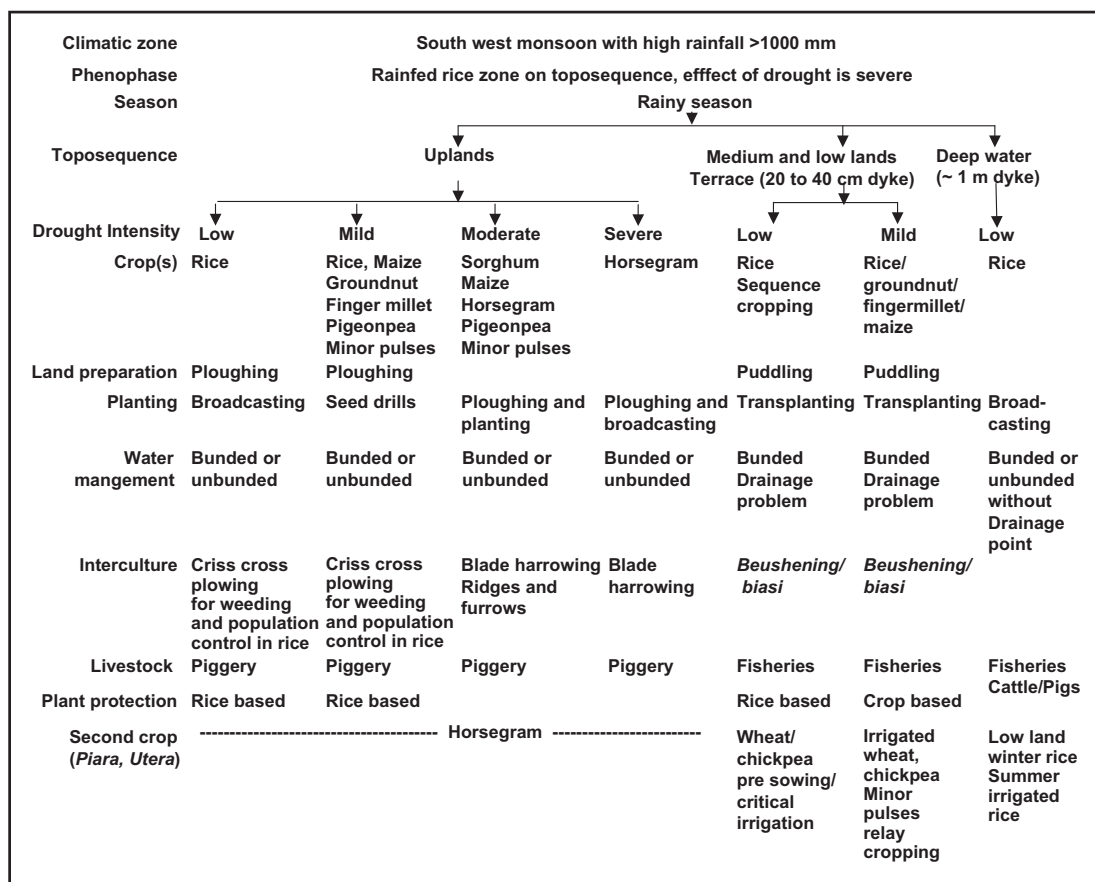 Climatic zone South west monsoon with high rainfall >1000 mm
Phenophase Rainfed rice zone on toposequence, efffect of drought is severe
Season Rainy season
Toposequence Uplands Medium and low lands Deep water
Terrace (20 to 40 cm dyke) (~ 1 m dyke)
Drought Intensity Low Mild Moderate Severe Low Mild Low
Crop(s) Rice Rice, Maize Sorghum Horsegram Rice Rice/ Rice
Groundnut Maize Sequence groundnut/
Finger millet Horsegram cropping fingermillet/
Pigeonpea Pigeonpea maize
Minor pulses Minor pulses
Land preparation Ploughing Ploughing Puddling Puddling
Planting Broadcasting Seed drills Ploughing and Ploughing and Transplanting Transplanting Broad-
planting broadcasting casting
Water Bunded or Bunded or Bunded or Bunded or Bunded Bunded Bunded or
mangement unbunded unbunded unbunded unbunded Drainage Drainage unbunded
problem problem without
Drainage
point
Interculture Criss cross Criss cross Blade harrowing Blade Beushening/ Beushening/
plowing plowing Ridges and harrowing biasi biasi
for weeding for weeding furrows
and population and population
control in rice control in rice
Livestock Piggery Piggery Piggery Piggery Fisheries Fisheries Fisheries
Cattle/Pigs
Plant protection Rice based Rice based Rice based Crop based
Second crop ---------------------------------------- Horsegram -------------------------- Wheat/ Irrigated Low land
(Piara, Utera) chickpea wheat, winter rice
pre sowing/ chickpea Summer
critical Minor irrigated
irrigation pulses rice
relay
cropping